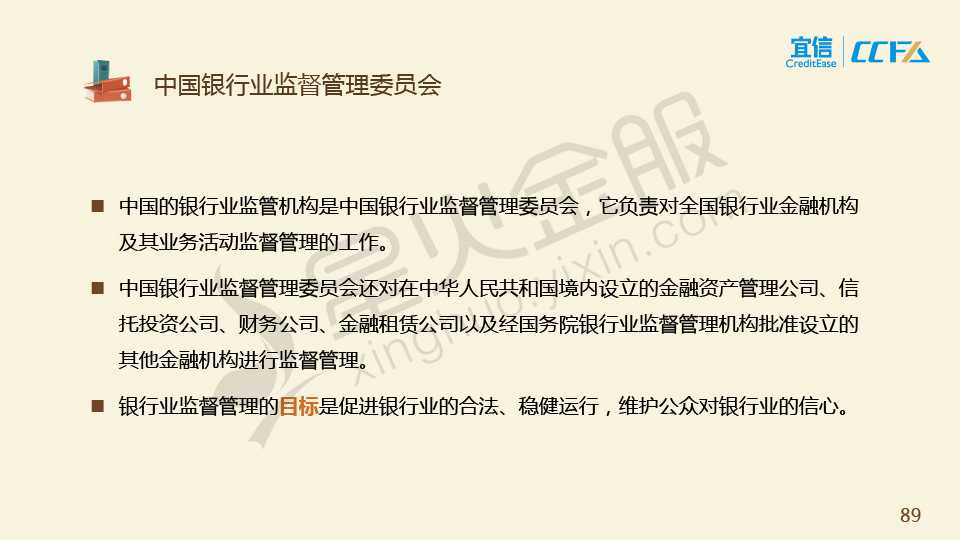 宜信
CreditEase
CCFA
中国银行业监督管理委员会
中国的银行业监管机构是中国银行业监督管理委员会，它负责对全国银行业金融机构
及其业务活动监督管理的工作。
中国银行业监督管理委员会还对在中华人民共和国境内设立的金融资产管理公司、信
托投资公司、财务公司、金融租赁公司以及经国务院银行业监督管理机构批准设立的
其他金融机构进行监督管理。
银行业监督管理的目标是促进银行业的合法、稳健运行，维护公众对银行业的信心。
星火金服
xinghuo.yixin.com
89